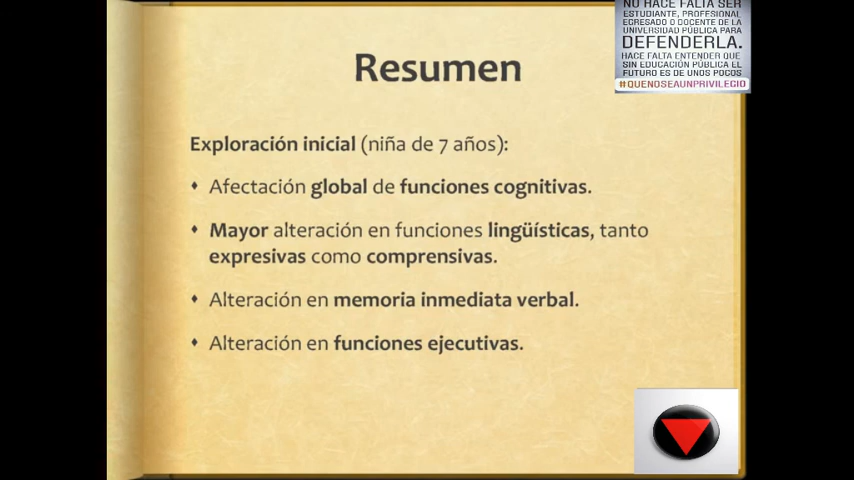 NO HACE FALTA SER
ESTUDIANTE, PROFESIONAL
EGRESADO O DOCENTE DE LA
UNIVERSIDAD PÚBLICA PARA
DEFENDERLA.
HACE FALTA ENTENDER QUE
SIN EDUCACIÓN PÚBLICA EL
FUTURO ES DE UNOS POCOS
#QUENOSEAUNPRIVILEGIO
Resumen
Exploración inicial (niña de 7 años):
Afectación global de funciones cognitivas.
Mayor alteración en funciones lingüísticas, tanto
expresivas como comprensivas.
Alteración en memoria inmediata verbal.
Alteración en funciones ejecutivas.